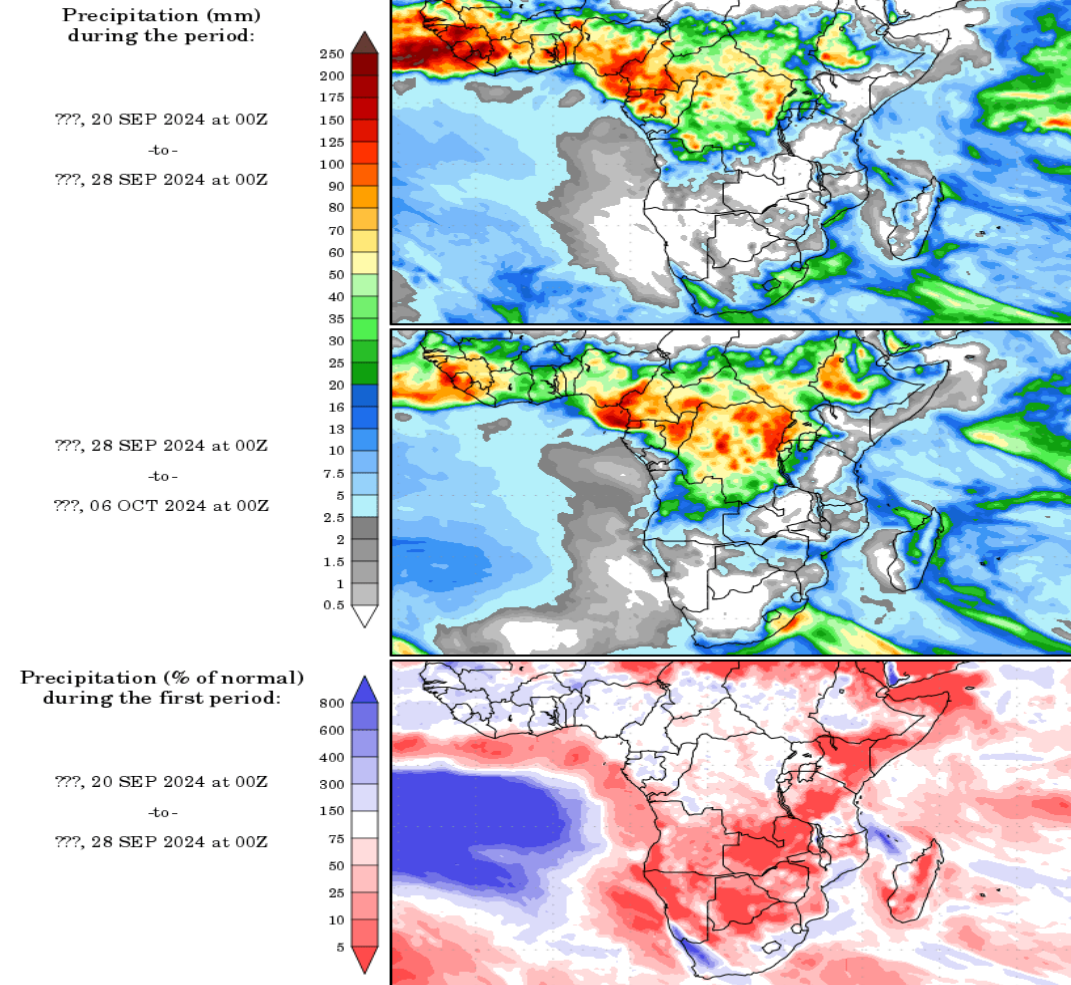 Precipitation (mm)
during the period:
???, 20 SEP 2024 at 00Z
-to-
???, 28 SEP 2024 at 00Z
250
200
175
150
125
100
90
80
70
60
50
40
35
30
25
20
16
13
10
7.5
5
2.5
2
1.5
1
0.5
???, 28 SEP 2024 at 00Z
-to-
???, 06 OCT 2024 at 00Z
Precipitation (% of normal)
during the first period:
???, 20 SEP 2024 at 00Z
-to-
???, 28 SEP 2024 at 00Z
800
600
400
300
150
75
50
25
10
5